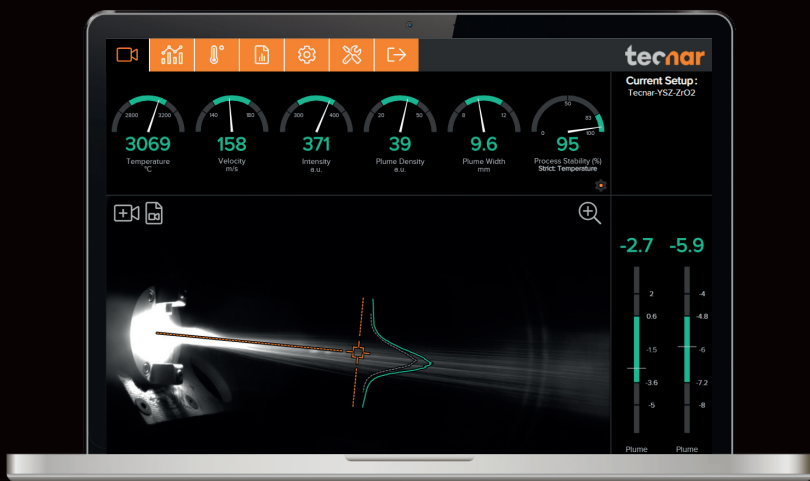 tecnar
Current Setup :
Tecnar-YSZ-ZrO2
2800 3200
3069
Temperature
°C
140 180
158
Velocity
m/s
300 400
371
Intensity
a.u.
20 50
39
Plume Density
a.u.
8 12
9.6
Plume Width
mm
0 50 83 100
95
Process Stability (%)
Strict: Temperature
-2.7 -5.9
2 -4
0.6 -4.8
-1.5 -6
-3.6 -7.2
-5 -8
Plume Plume